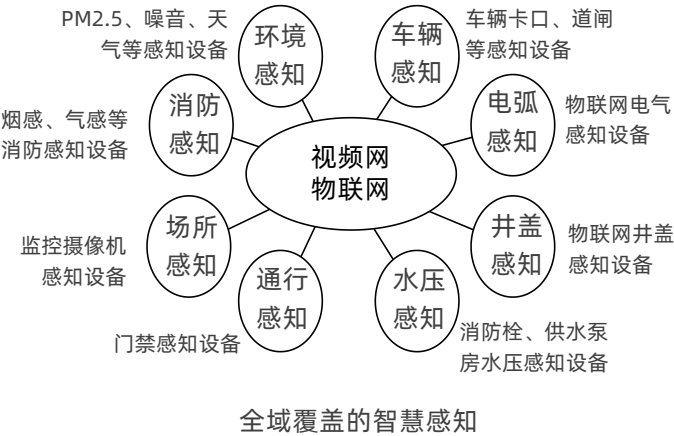 PM2.5、噪音、天
气等感知设备
环境
感知
车辆
感知
车辆卡口、道闸
等感知设备
烟感、气感等
消防感知设备
消防
感知
电弧
感知
物联网电气
感知设备
视频网
物联网
监控摄像机
感知设备
场所
感知
井盖
感知
物联网井盖
感知设备
门禁感知设备
通行
感知
水压
感知
消防栓、供水泵
房水压感知设备
全域覆盖的智慧感知